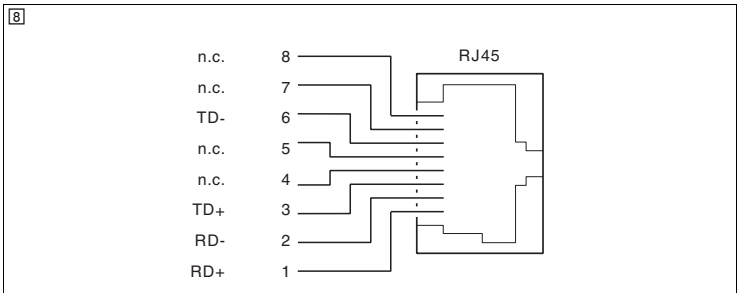 8
RJ45
n.c. 8
n.c. 7
TD- 6
n.c. 5
n.c. 4
TD+ 3
RD- 2
RD+ 1